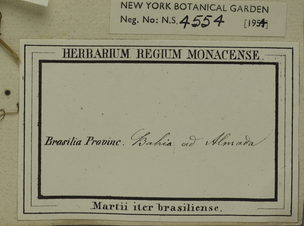 NEW YORK BOTANICAL GARDEN
Neg. No: N.S. 4554 [1954]
HERBARIUM REGIUM MONACENSE.
Brasilia Provinc. Bahia, ad Almada
Martii iter brasiliense.